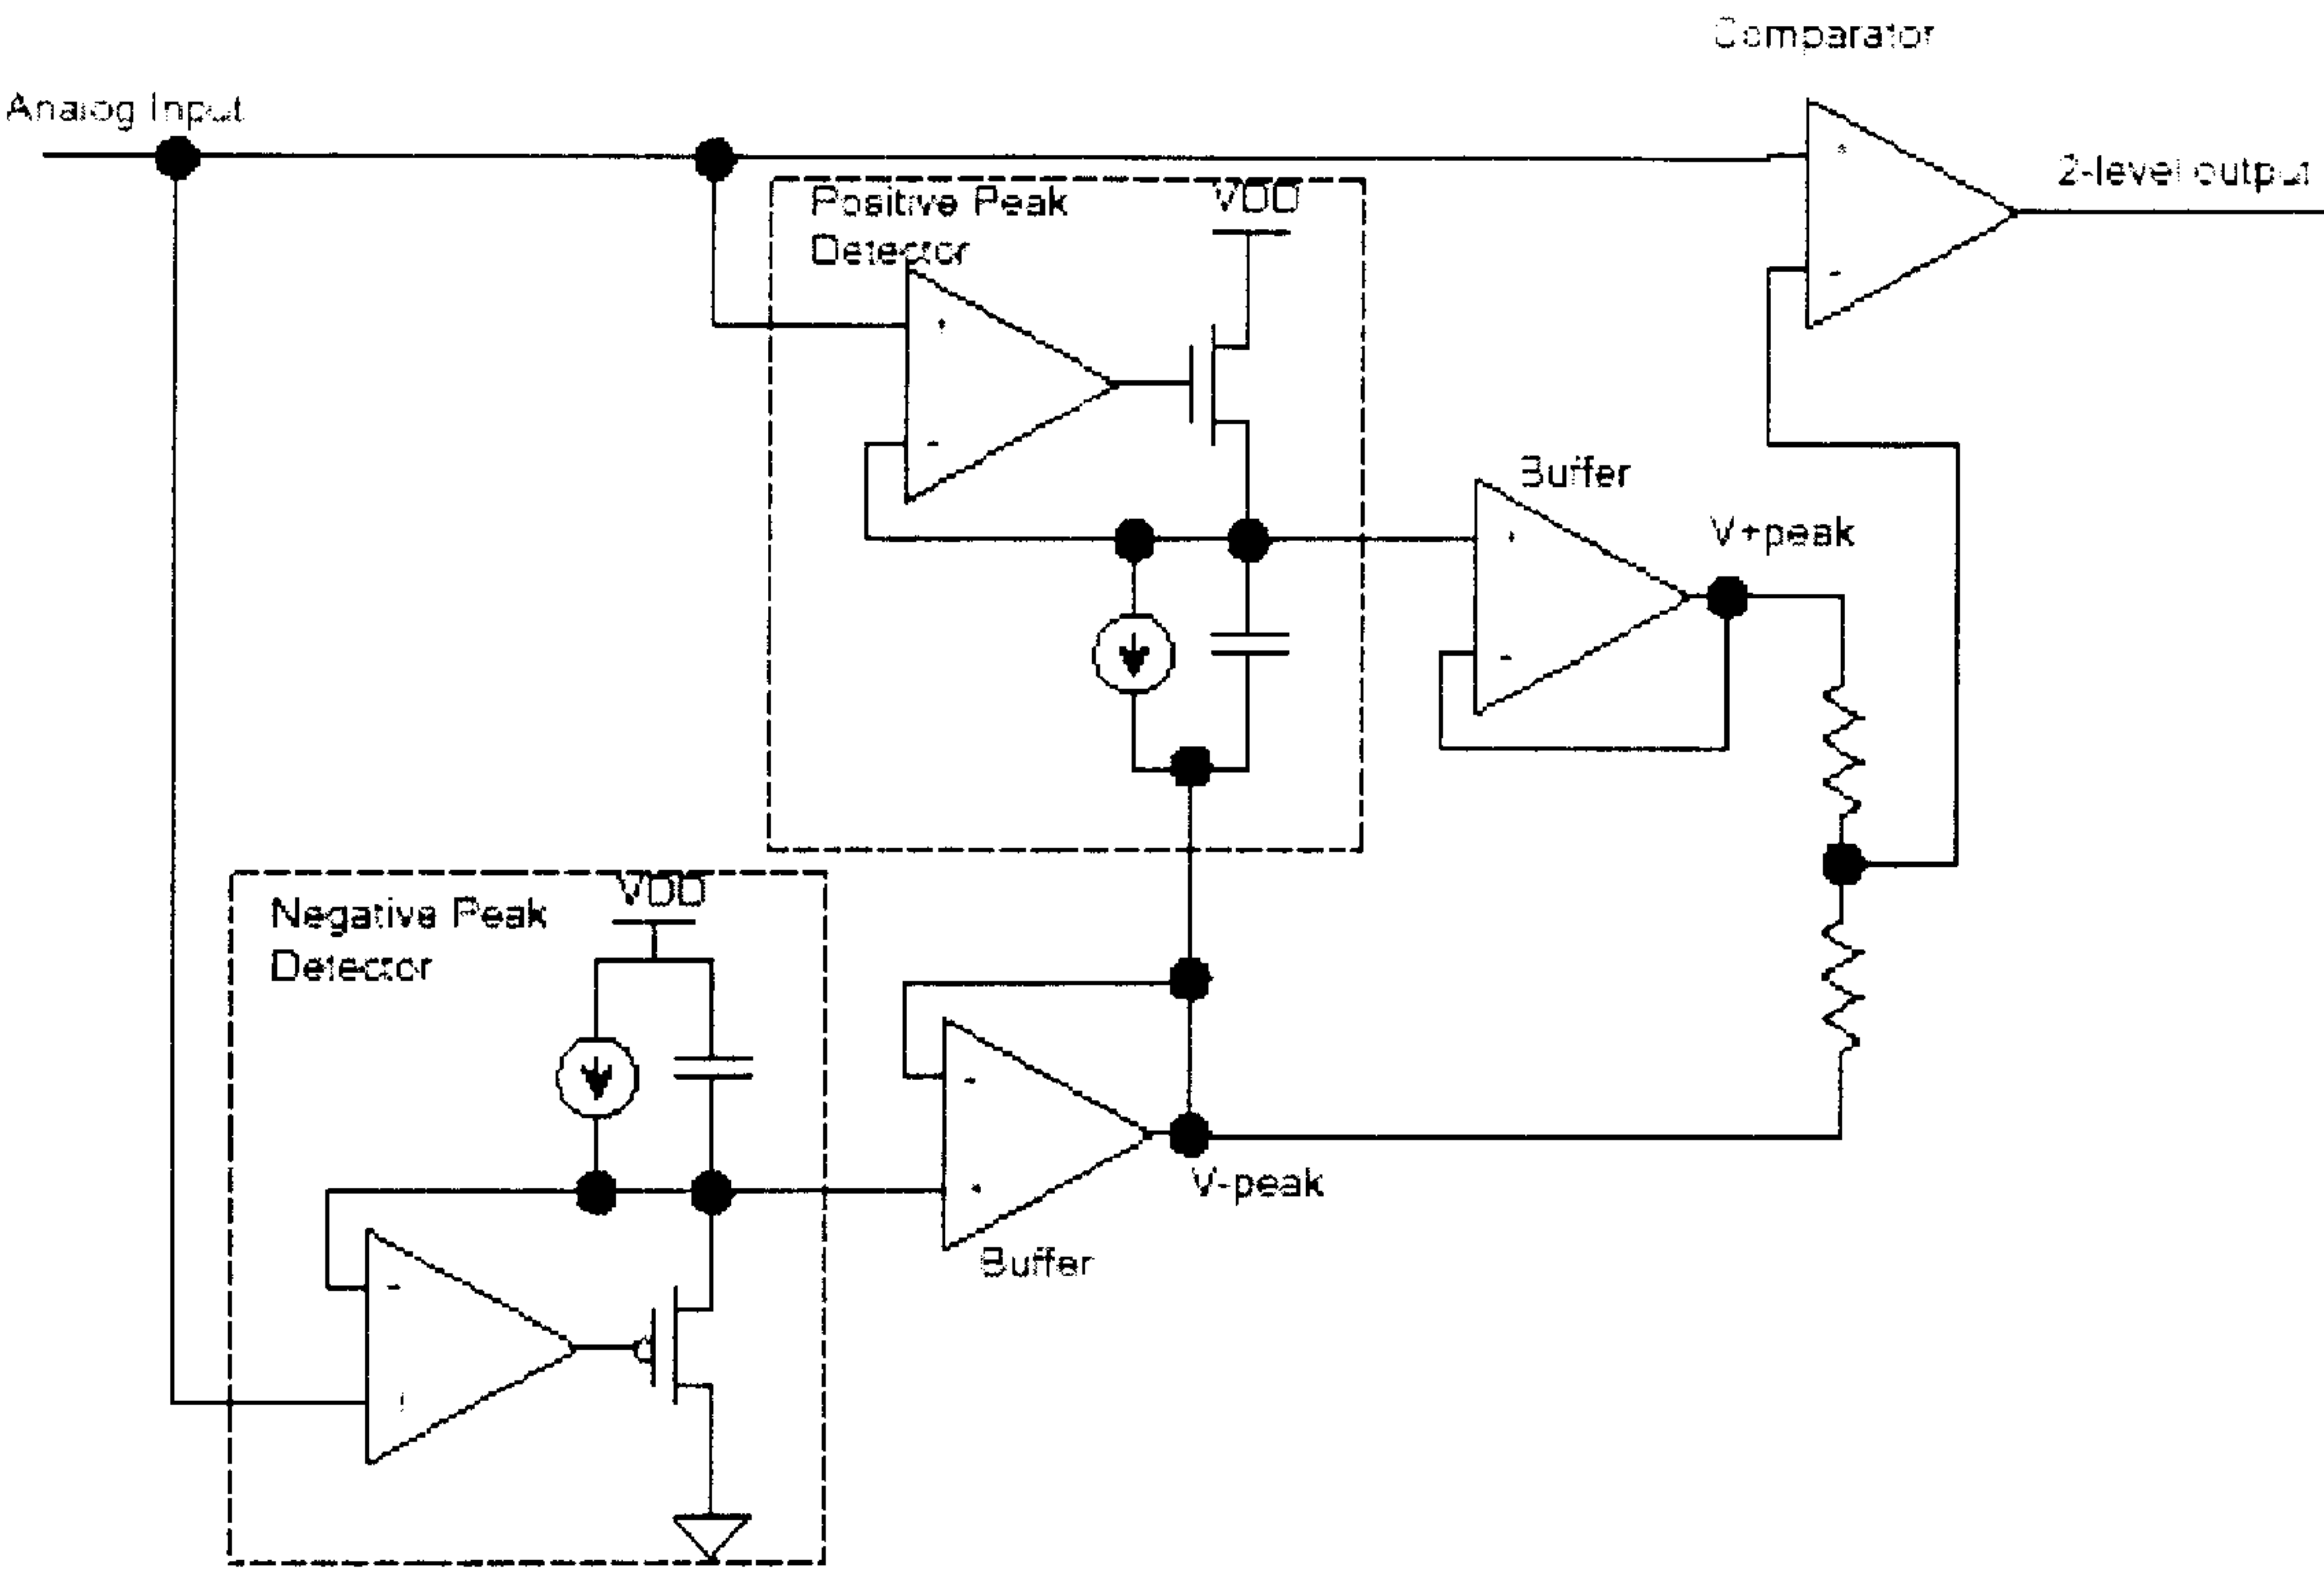 Comparator
Analog Input
2-level output
Positive Peak
Detector
VDD
+
-
+
-
Buffer
V+peak
+
-
Negative Peak
Detector
VDD
-
+
V-peak
-
Buffer